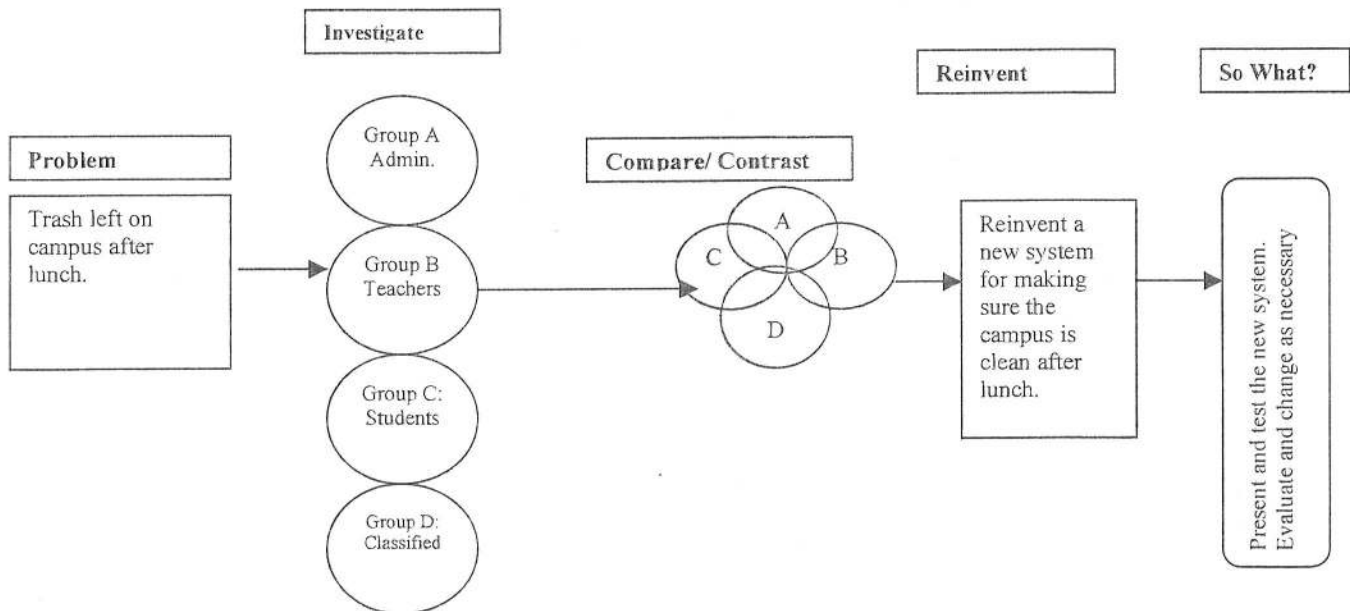 Investigate
Reinvent
So What?
Problem
Compare/ Contrast
Trash left on
campus after
lunch.
Group A
Admin.
Group B
Teachers
Group C:
Students
Group D:
Classified
A
C
B
D
Reinvent a
new system
for making
sure the
campus is
clean after
lunch.
Present and test the new system.
Evaluate and change as necessary